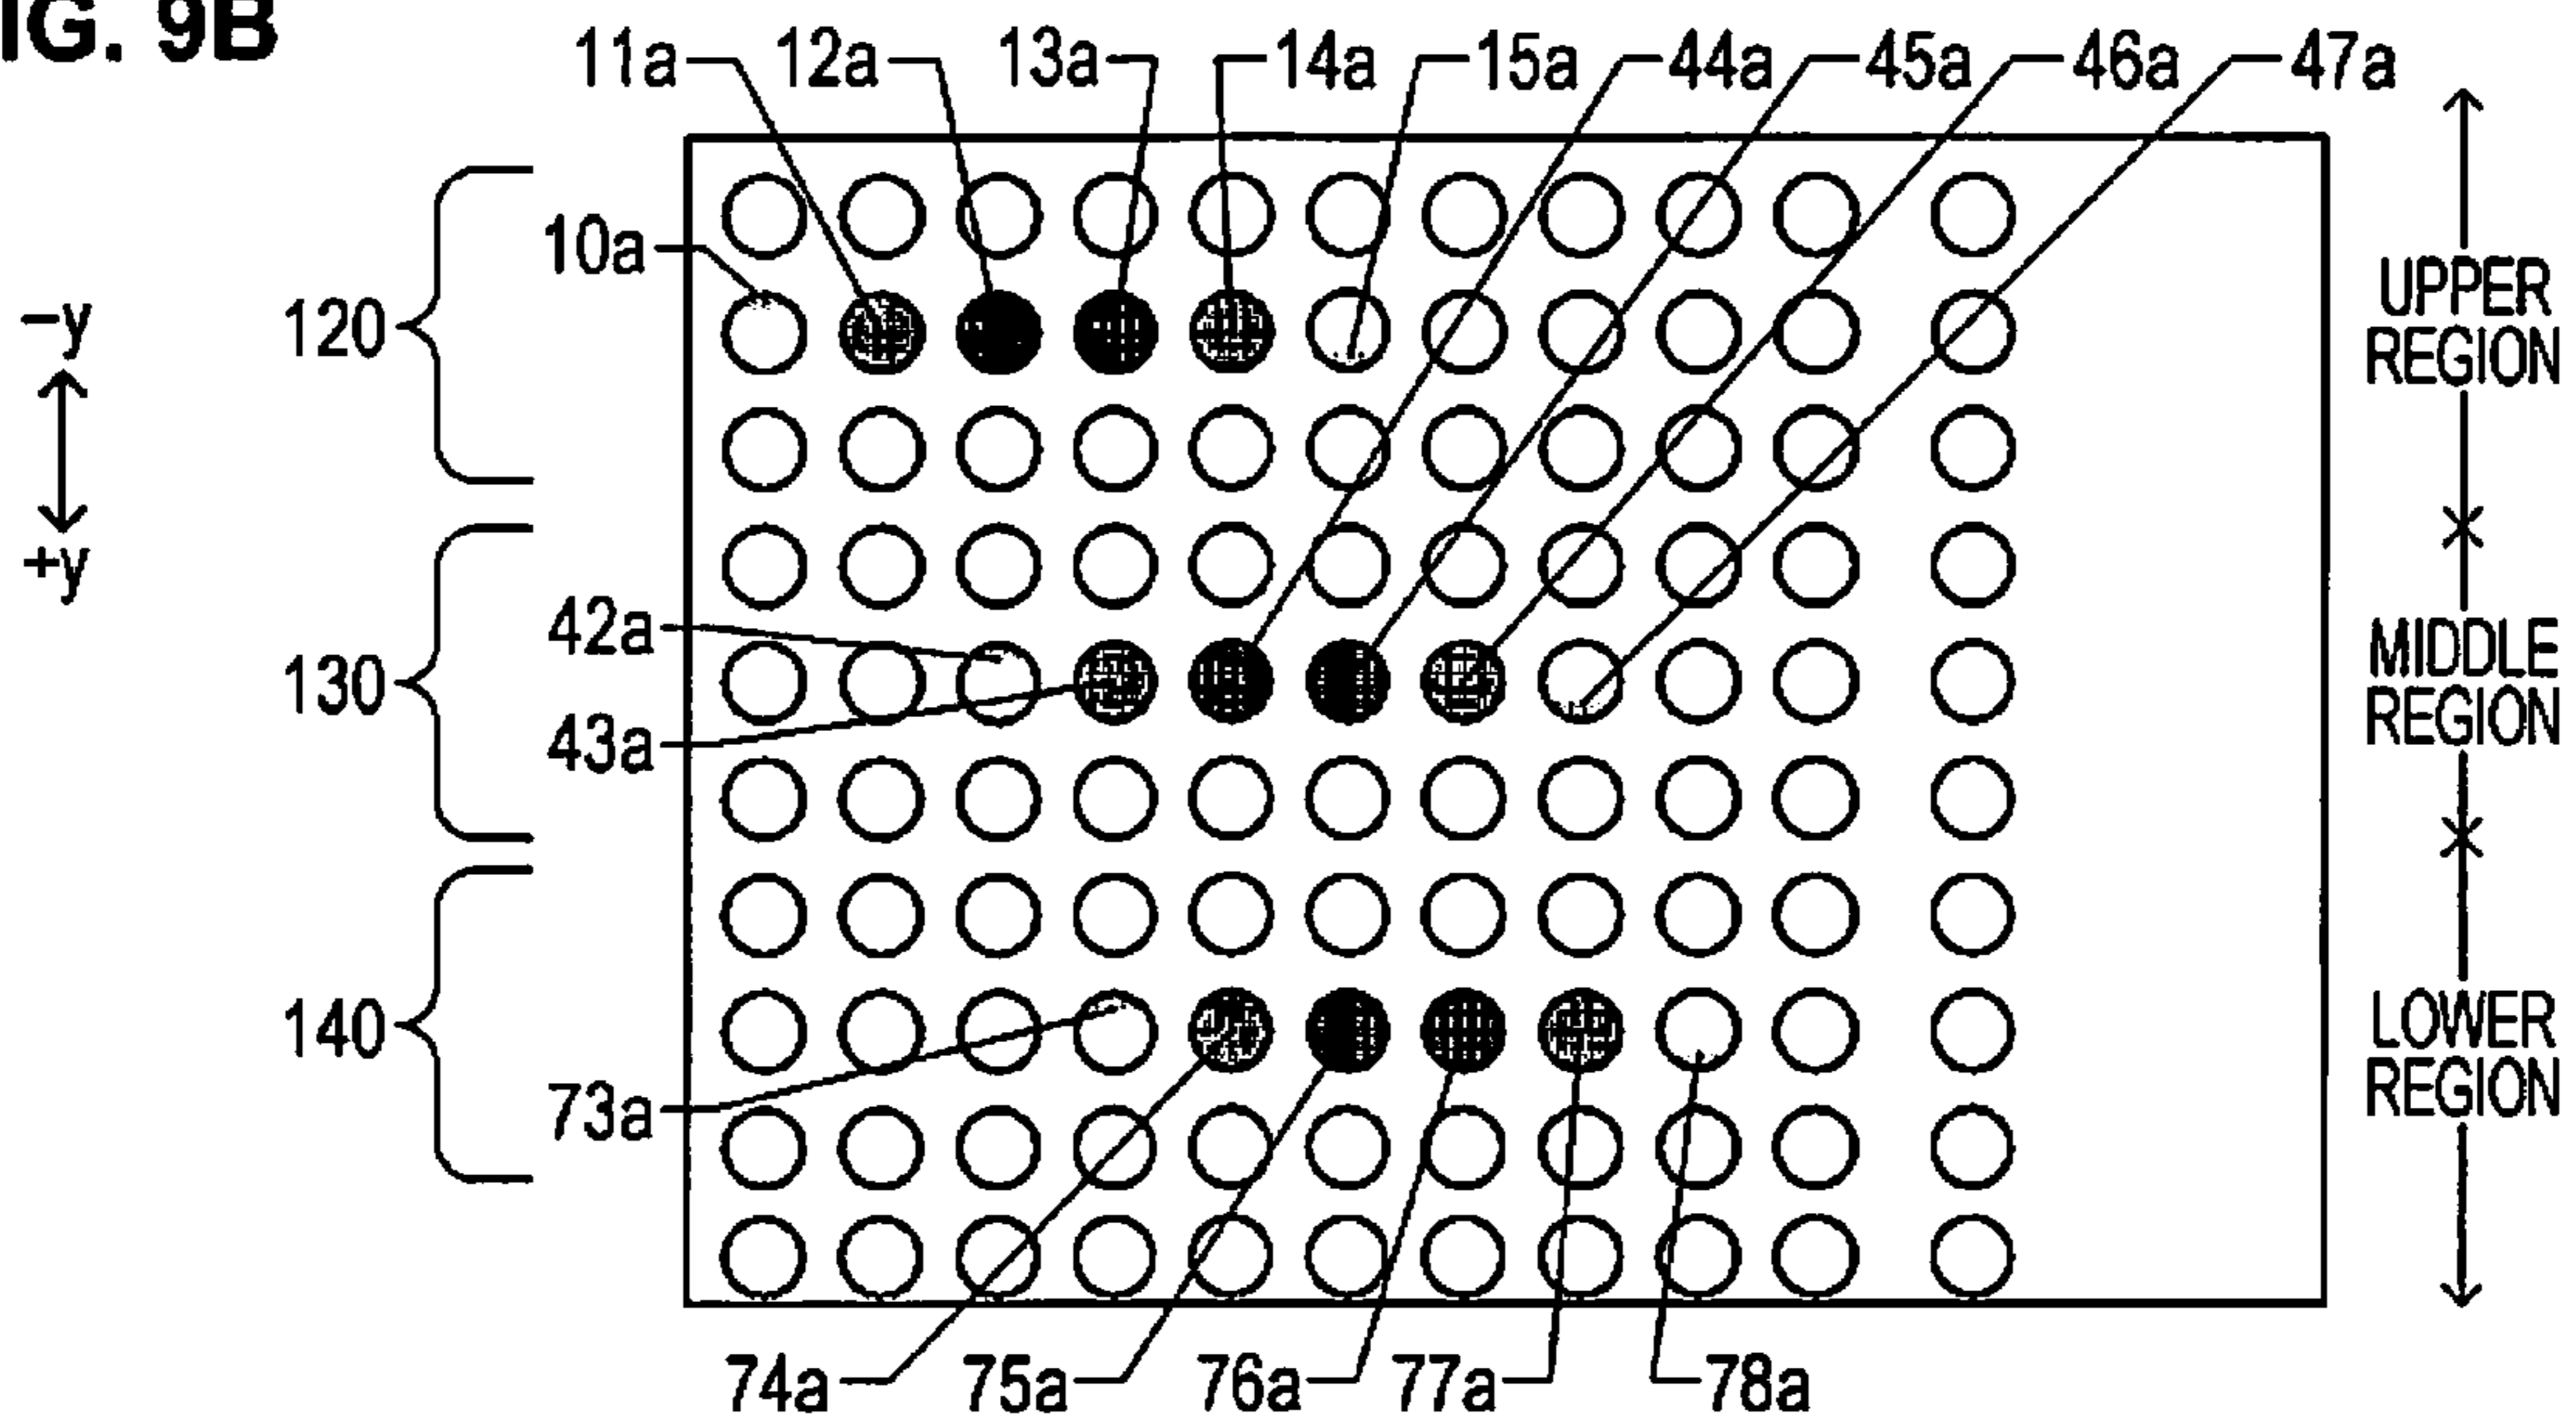 IG. 9B
11a 12a 13a 14a 15a 44a 45a 46a 47a
10a
120
UPPER
REGION
-y
+y
42a
130
43a
MIDDLE
REGION
140
LOWER
REGION
73a
74a 75a 76a 77a 78a